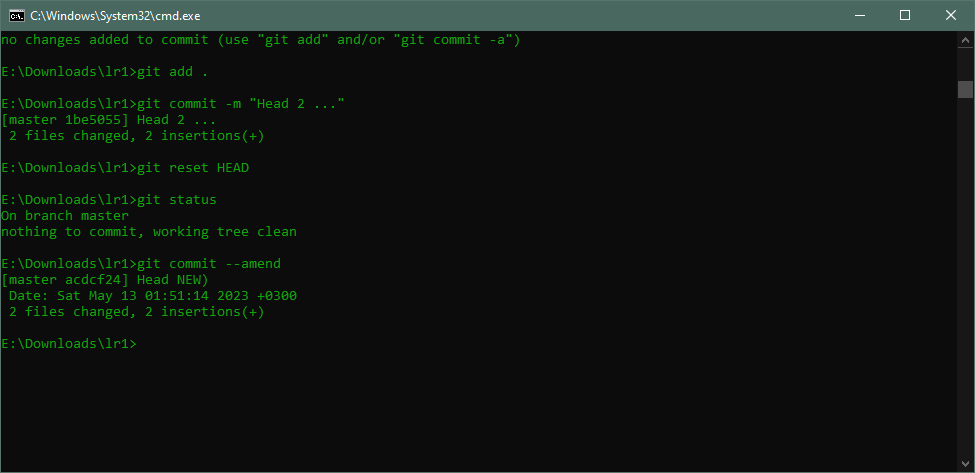 C:\Windows\System32\cmd.exe
no changes added to commit (use "git add" and/or "git commit -a")
E:\Downloads\lr1>git add .
E:\Downloads\lr1>git commit -m "Head 2 ..."
[master 1be5055] Head 2 ...
 2 files changed, 2 insertions(+)
E:\Downloads\lr1>git reset HEAD
E:\Downloads\lr1>git status
On branch master
nothing to commit, working tree clean
E:\Downloads\lr1>git commit --amend
[master acdcf24] Head NEW)
 Date: Sat May 13 01:51:14 2023 +0300
 2 files changed, 2 insertions(+)
E:\Downloads\lr1>